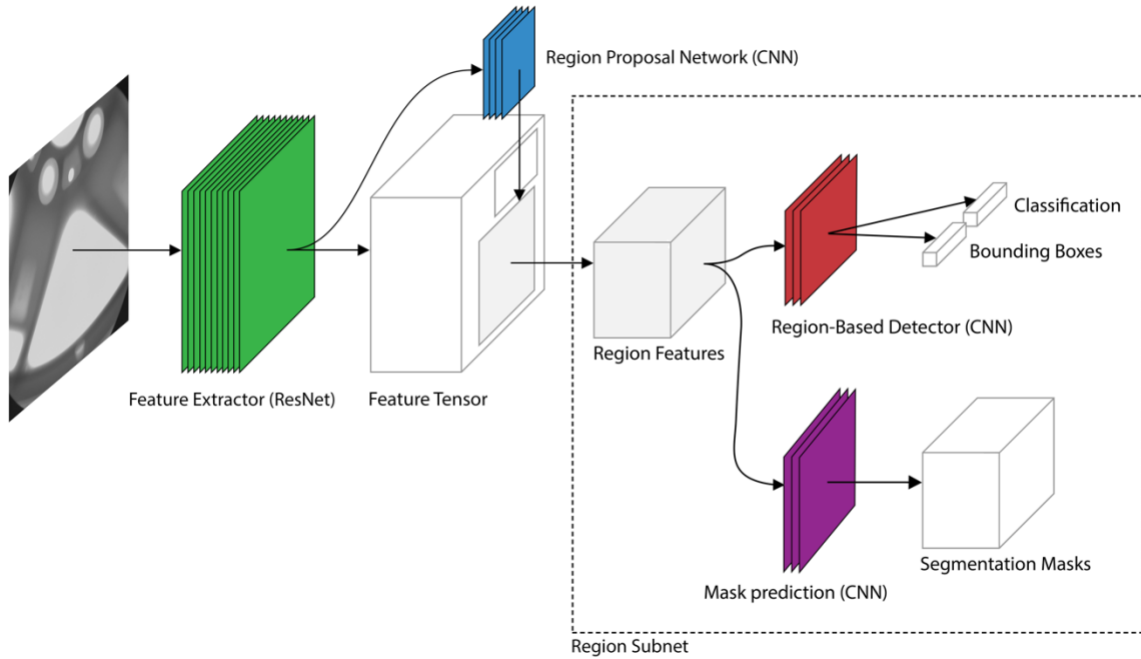 Region Proposal Network (CNN)
Classification
Bounding Boxes
Region-Based Detector (CNN)
Region Features
Feature Extractor (ResNet)
Feature Tensor
Segmentation Masks
Mask prediction (CNN)
Region Subnet